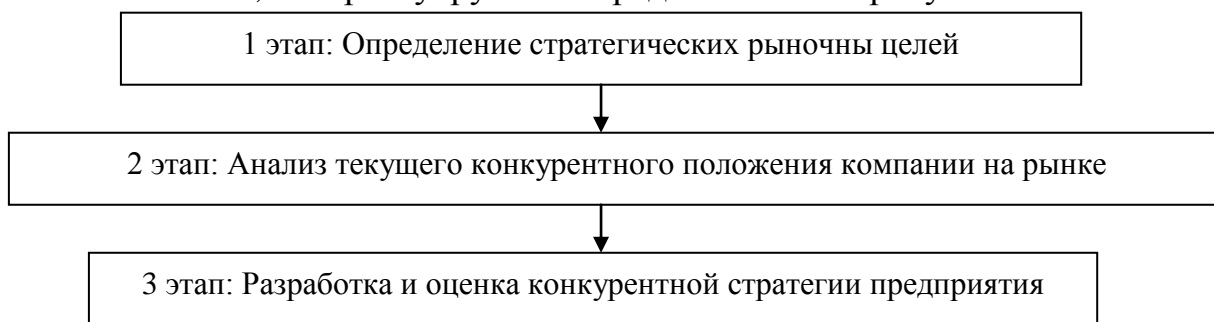 1 этап: Определение стратегических рыночны целей
2 этап: Анализ текущего конкурентного положения компании на рынке
3 этап: Разработка и оценка конкурентной стратегии предприятия